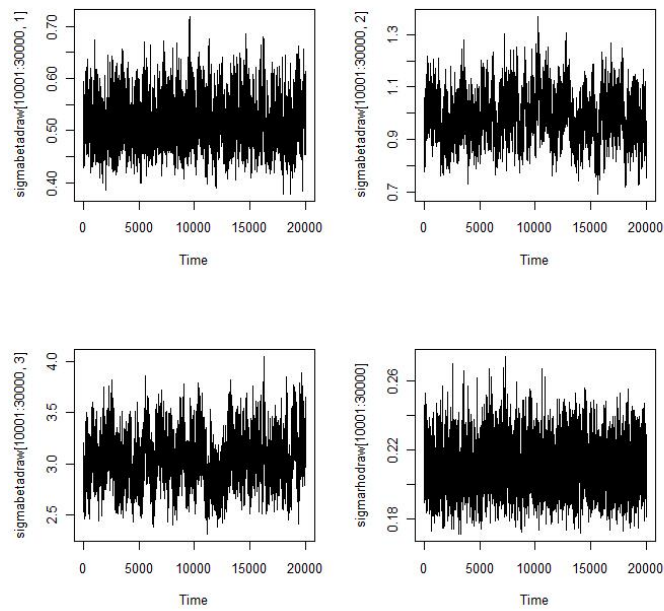 sigmabetadraw[10001:30000, 1]
0.40 0.50 0.60 0.70
0 5000 10000 15000 20000
Time
sigmabetadraw[10001:30000, 2]
0.7 0.9 1.1 1.3
0 5000 10000 15000 20000
Time
sigmabetadraw[10001:30000, 3]
2.5 3.0 3.5 4.0
0 5000 10000 15000 20000
Time
sigmarhodraw[10001:30000]
0.18 0.22 0.26
0 5000 10000 15000 20000
Time